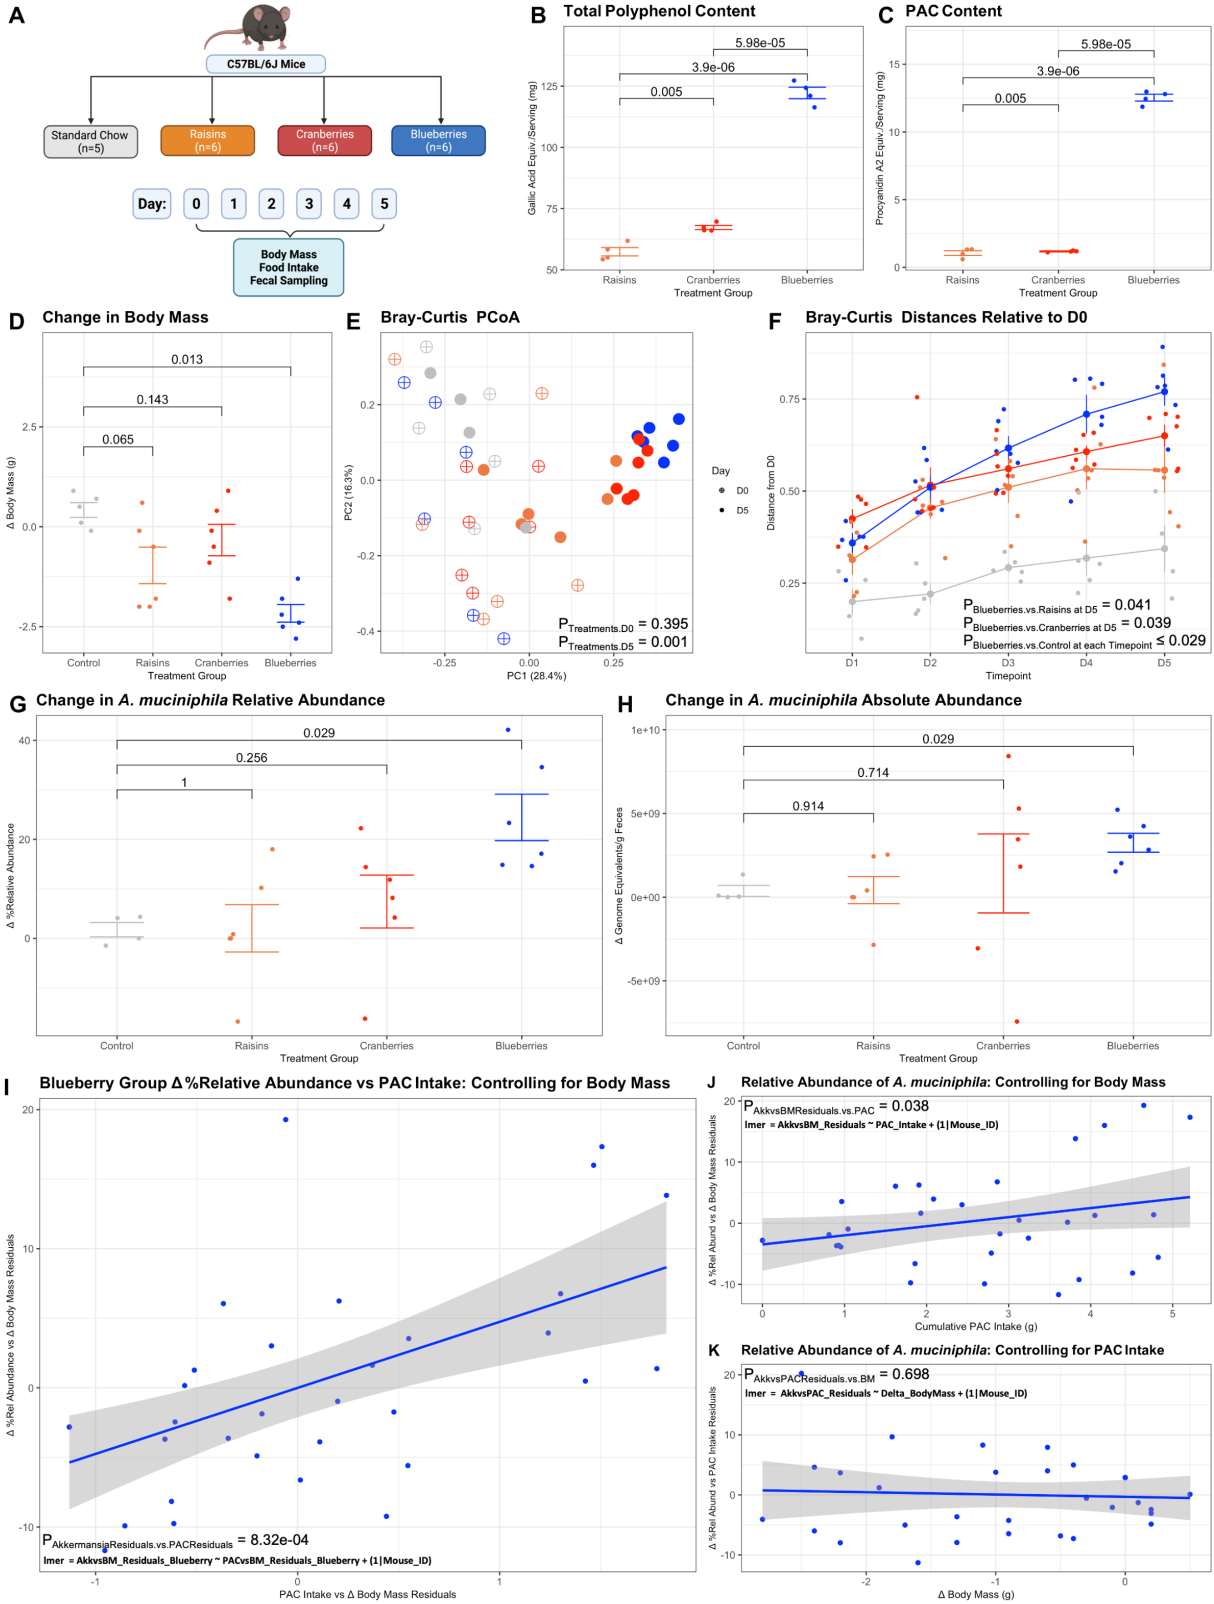 A
C57BL/6J Mice
Standard Chow
(n=5)
Raisins
(n=6)
Cranberries
(n=6)
Blueberries
(n=6)
Day: 0 1 2 3 4 5
Body Mass
Food Intake
Fecal Sampling
B Total Polyphenol Content
Gallic Acid Equiv./Serving (mg)
125
100
75
50
5.98e-05
3.9e-06
0.005
Raisins Cranberries Blueberries
Treatment Group
C PAC Content
Procyanidin A2 Equiv./Serving (mg)
15
10
5
0
5.98e-05
3.9e-06
0.005
Raisins Cranberries Blueberries
Treatment Group
D Change in Body Mass
Δ Body Mass (g)
2.5
0.0
-2.5
0.013
0.143
0.065
Control Raisins Cranberries Blueberries
Treatment Group
E Bray-Curtis PCoA
PC2 (16.3%)
0.2
0.0
-0.2
-0.4
P Treatments.D0 = 0.395
P Treatments.D5 = 0.001
-0.25 0.00 0.25
PC1 (28.4%)
Day
D0
D5
F Bray-Curtis Distances Relative to D0
Distance from D0
0.75
0.50
0.25
P Blueberries.vs.Raisins at D5 = 0.041
P Blueberries.vs.Cranberries at D5 = 0.039
P Blueberries.vs.Control at each Timepoint ≤ 0.029
D1 D2 D3 D4 D5
Timepoint
G Change in A. muciniphila Relative Abundance
Δ %Relative Abundance
40
20
0
0.029
0.256
1
Control Raisins Cranberries Blueberries
Treatment Group
H Change in A. muciniphila Absolute Abundance
Δ Genome Equivalents/g Feces
1e+10
5e+09
0e+00
-5e+09
0.029
0.714
0.914
Control Raisins Cranberries Blueberries
Treatment Group
I Blueberry Group Δ %Relative Abundance vs PAC Intake: Controlling for Body Mass
Δ %Rel Abundance vs Δ Body Mass Residuals
20
10
0
-10
P AkkermansiaResiduals.vs.PACResiduals = 8.32e-04
lmer = AkkvsBM_Residuals_Blueberry ~ PACvsBM_Residuals_Blueberry + (1|Mouse_ID)
-1 0 1
PAC Intake vs Δ Body Mass Residuals
J Relative Abundance of A. muciniphila: Controlling for Body Mass
Δ %Rel Abund vs Δ Body Mass Residuals
20
10
0
-10
P AkkvsBMResiduals.vs.PAC = 0.038
lmer = AkkvsBM_Residuals ~ PAC_Intake + (1|Mouse_ID)
0 1 2 3 4 5
Cumulative PAC Intake (g)
K Relative Abundance of A. muciniphila: Controlling for PAC Intake
Δ %Rel Abund vs PAC Intake Residuals
20
10
0
-10
P AkkvsPACResiduals.vs.BM = 0.698
lmer = AkkvsPAC_Residuals ~ Delta_BodyMass + (1|Mouse_ID)
-2 -1 0
Δ Body Mass (g)